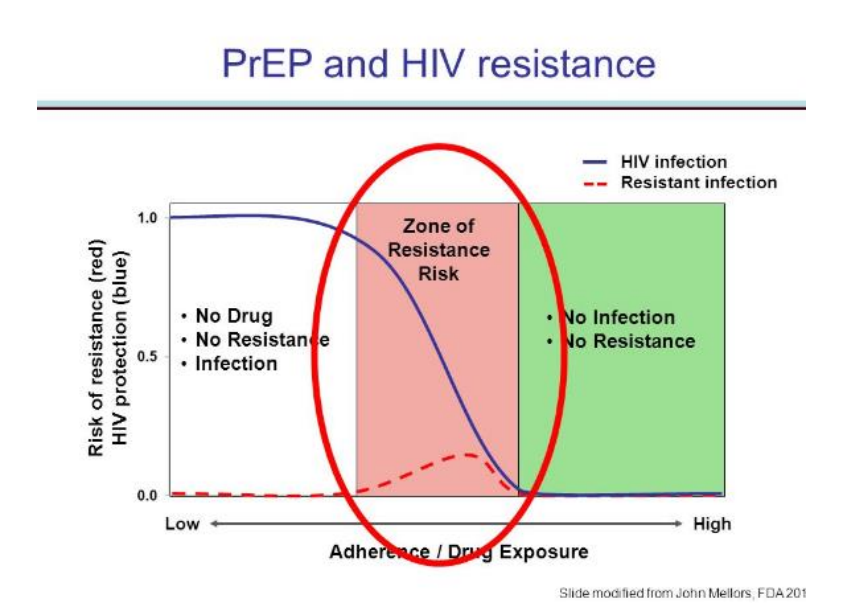 PrEP and HIV resistance
HIV infection
Resistant infection
1.0
Zone of
Resistance
Risk
Risk of resistance (red)
HIV protection (blue)
• No Drug
• No Resistance
• Infection
• No Infection
• No Resistance
0.5
0.0
Low
High
Adherence / Drug Exposure
Slide modified from John Mellors, FDA 201